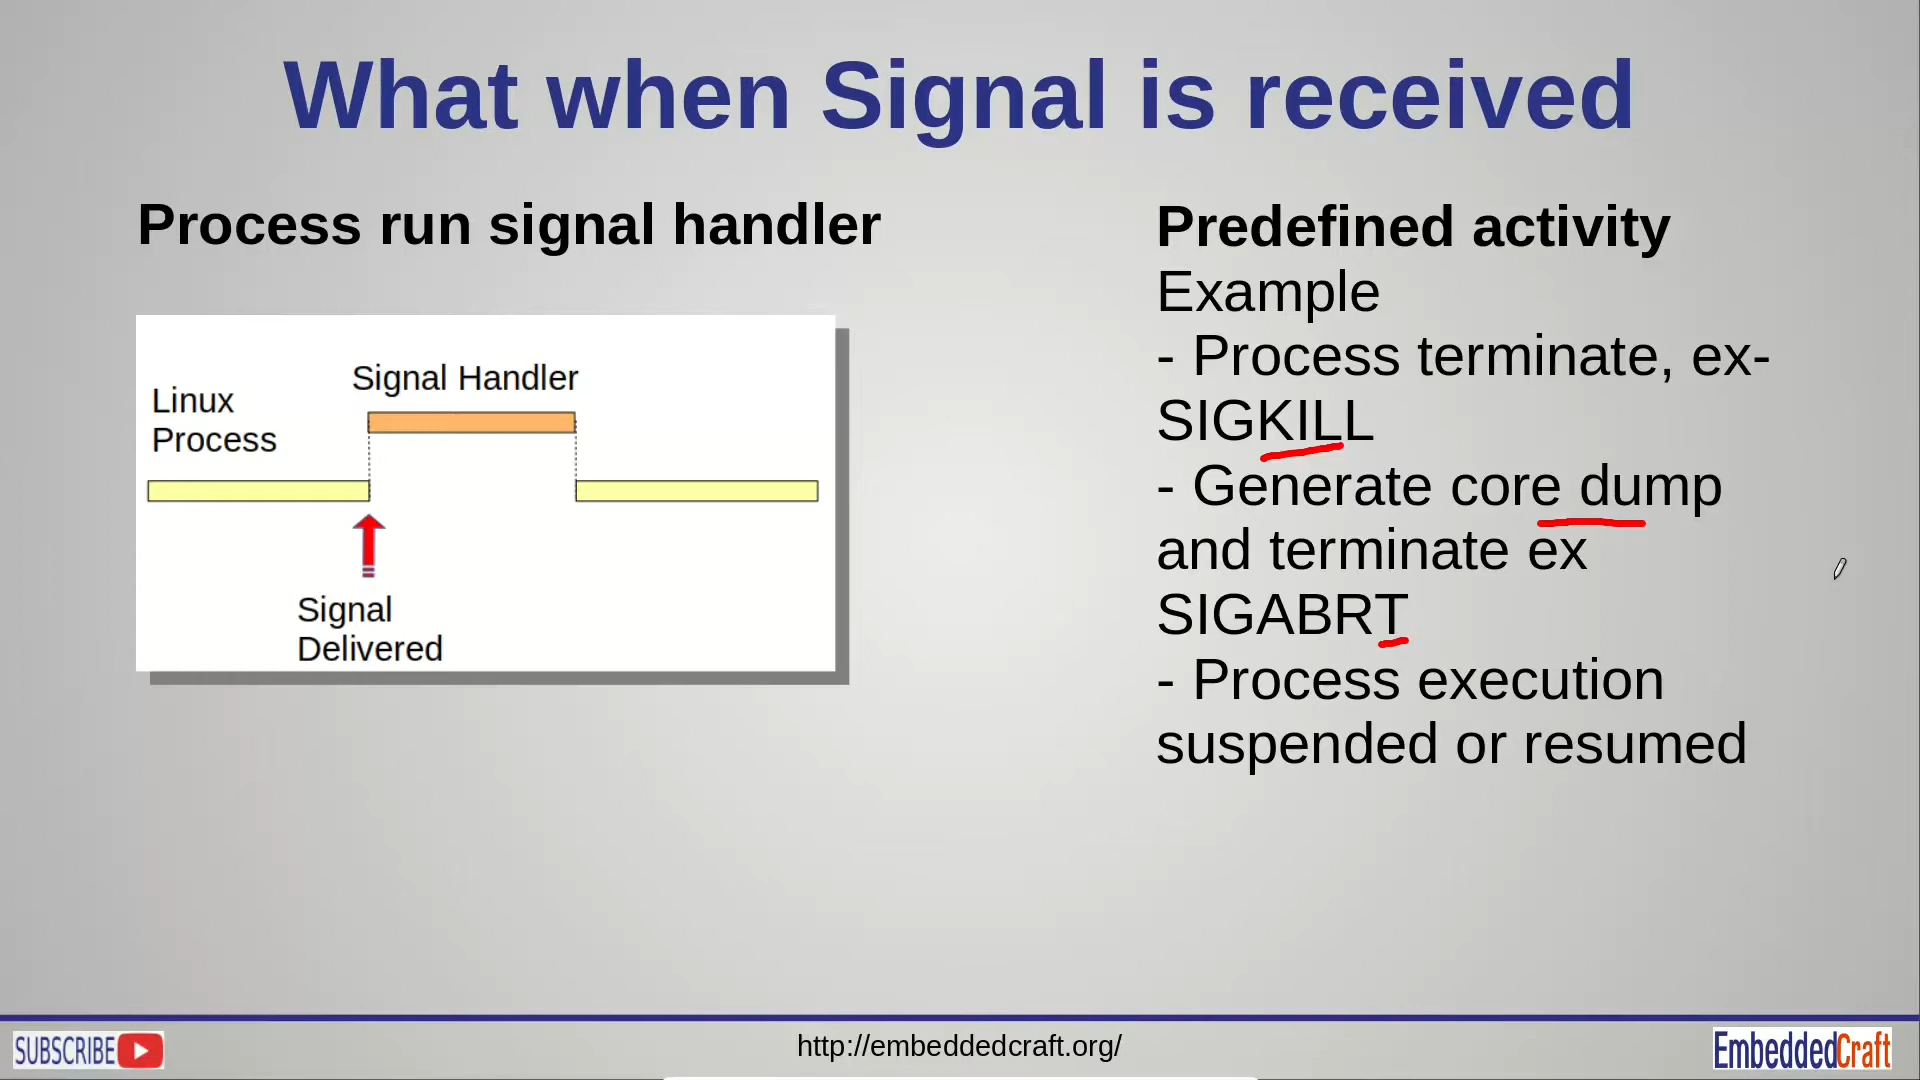 What when Signal is received
Process run signal handler
Linux
Process
Signal Handler
Signal
Delivered
Predefined activity
Example
- Process terminate, ex-
SIGKILL
- Generate core dump
and terminate ex
SIGABRT
- Process execution
suspended or resumed
SUBSCRIBE
http://embeddedcraft.org/
EmbeddedCraft